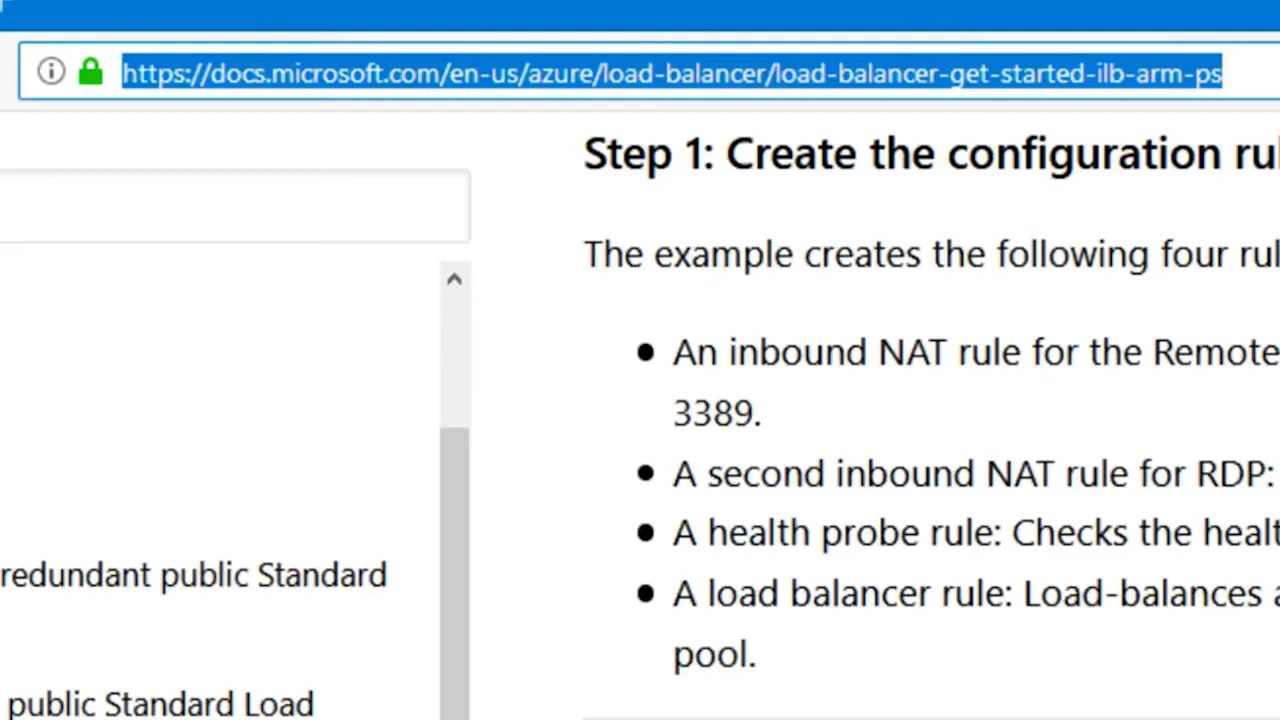 https://docs.microsoft.com/en-us/azure/load-balancer/load-balancer-get-started-ilb-arm-ps
Step 1: Create the configuration
The example creates the following four
An inbound NAT rule for the Remote
3389.
A second inbound NAT rule for RDP:
A health probe rule: Checks the
A load balancer rule: Load-balances
pool.
redundant public Standard
public Standard Load